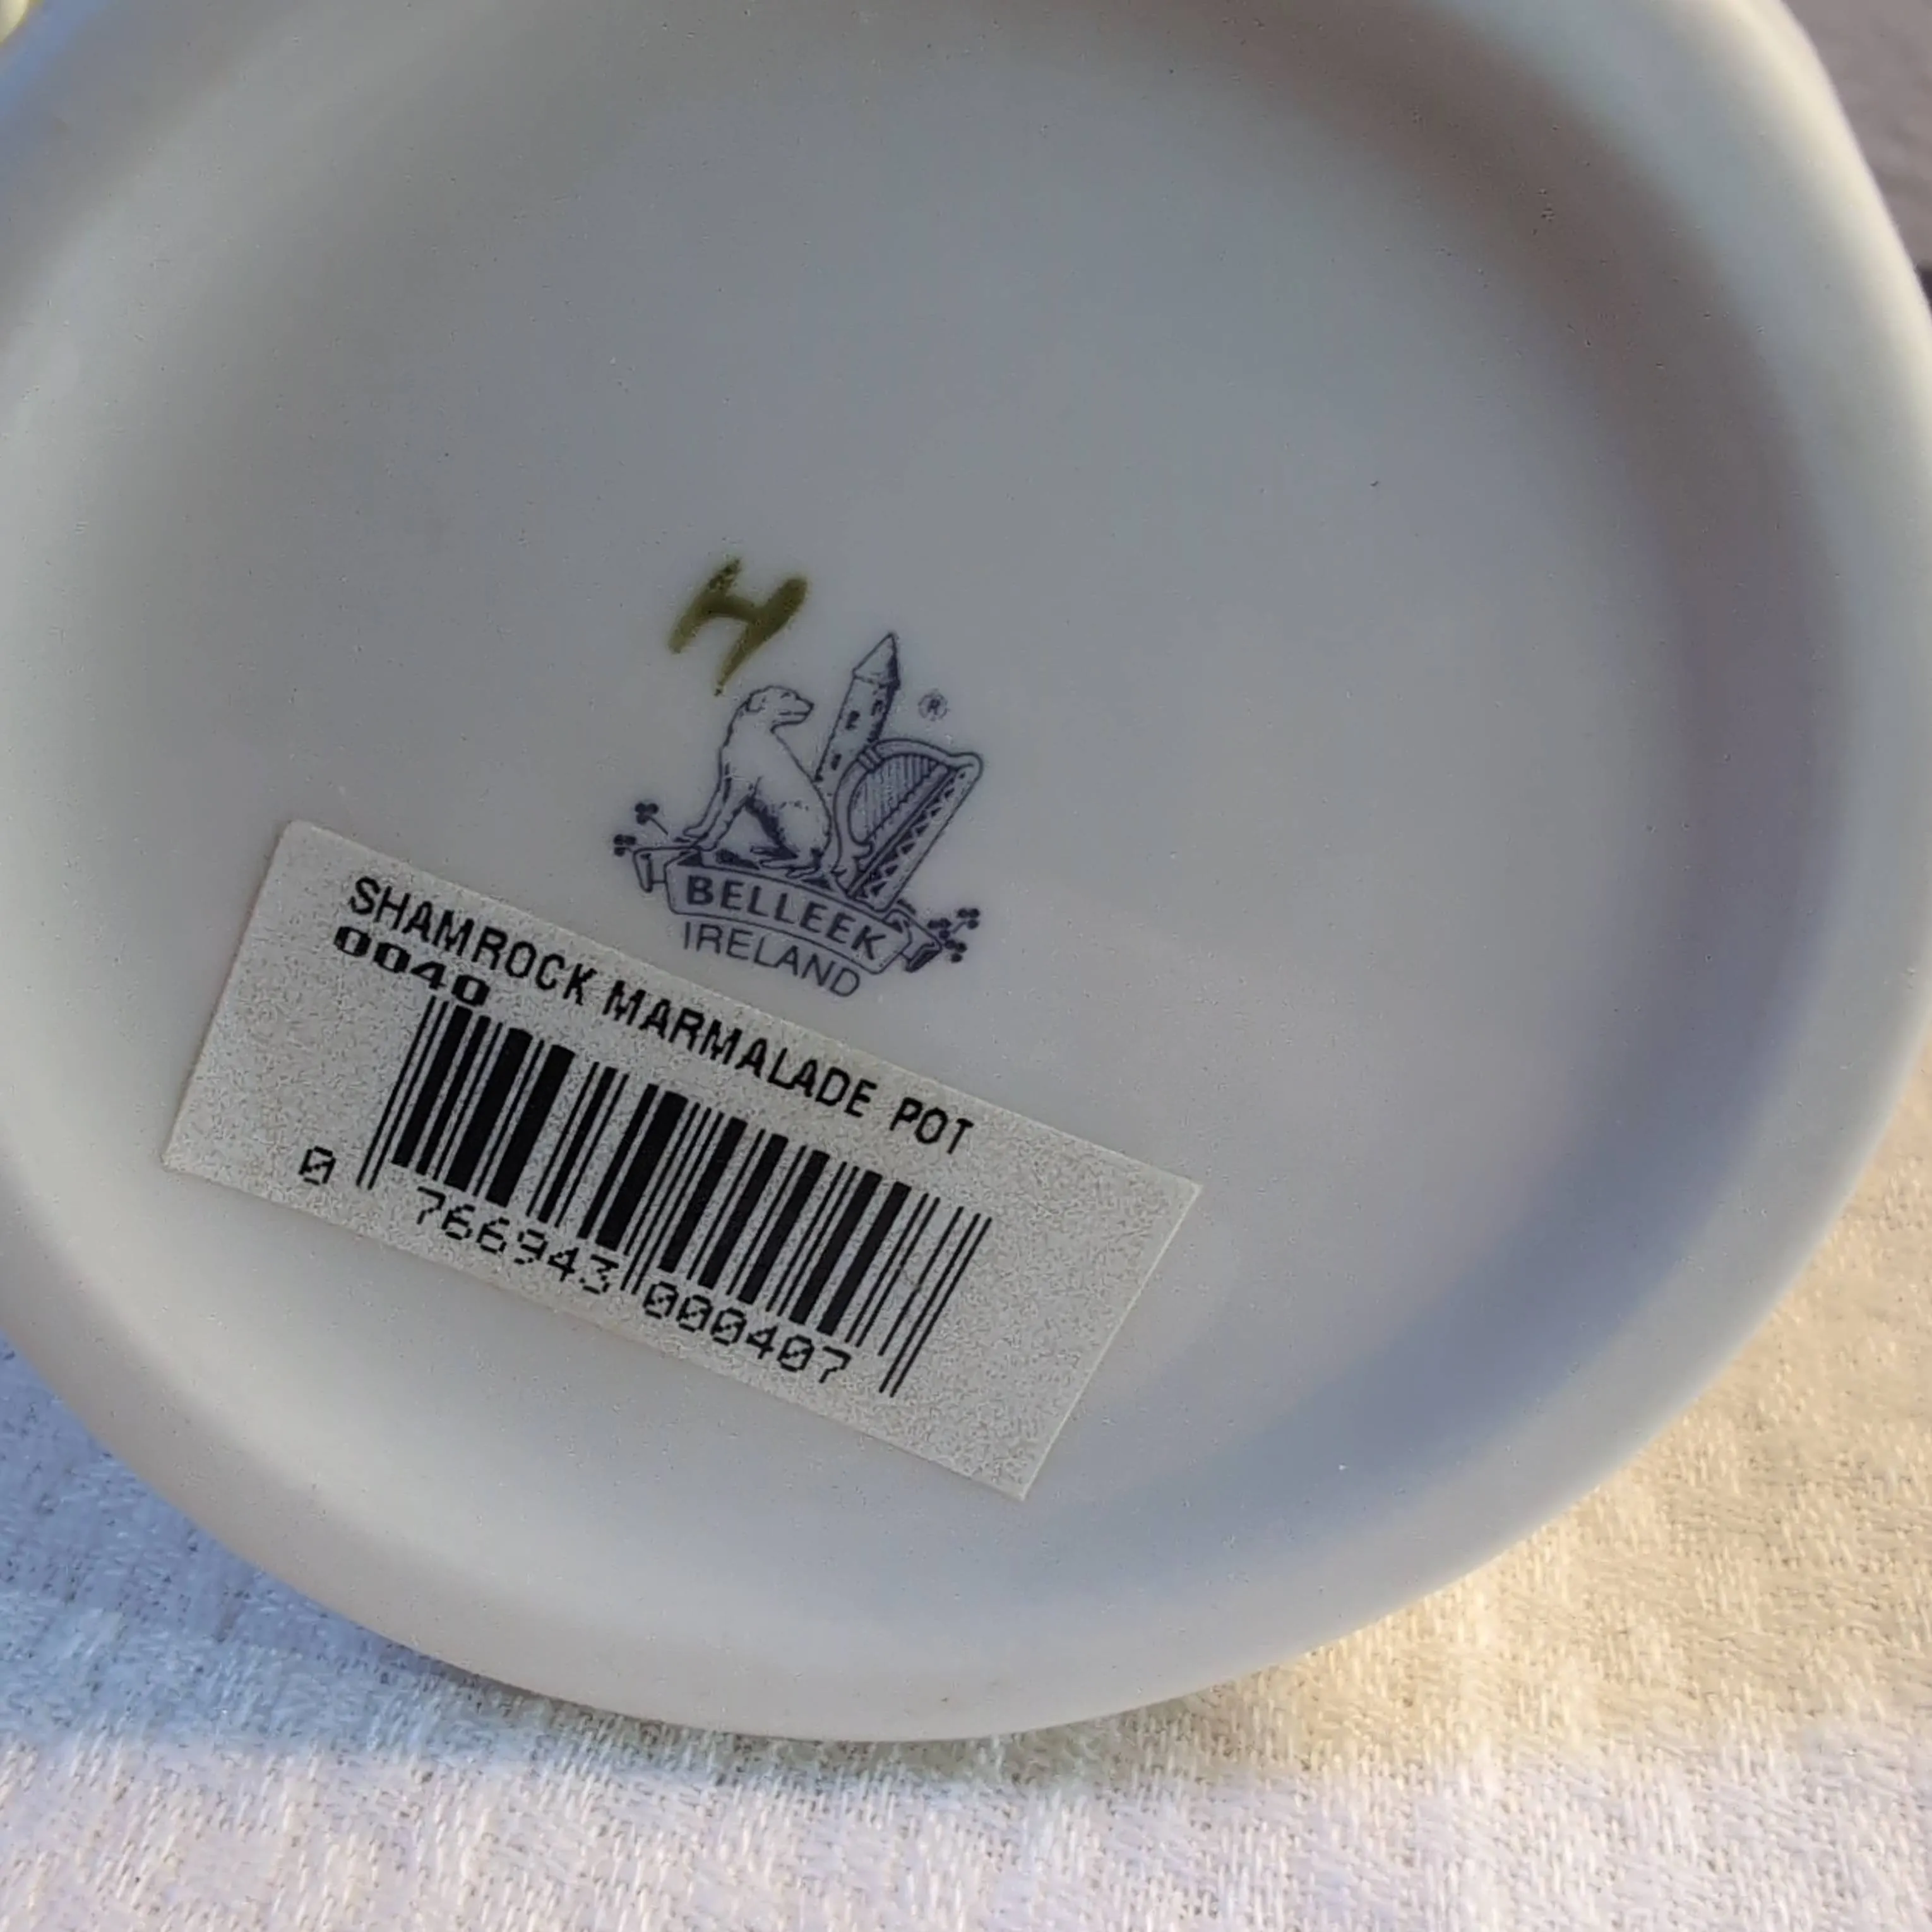 H
®
BELLEEK
IRELAND
SHAMROCK MARMALADE POT
0040
0 766943 000407